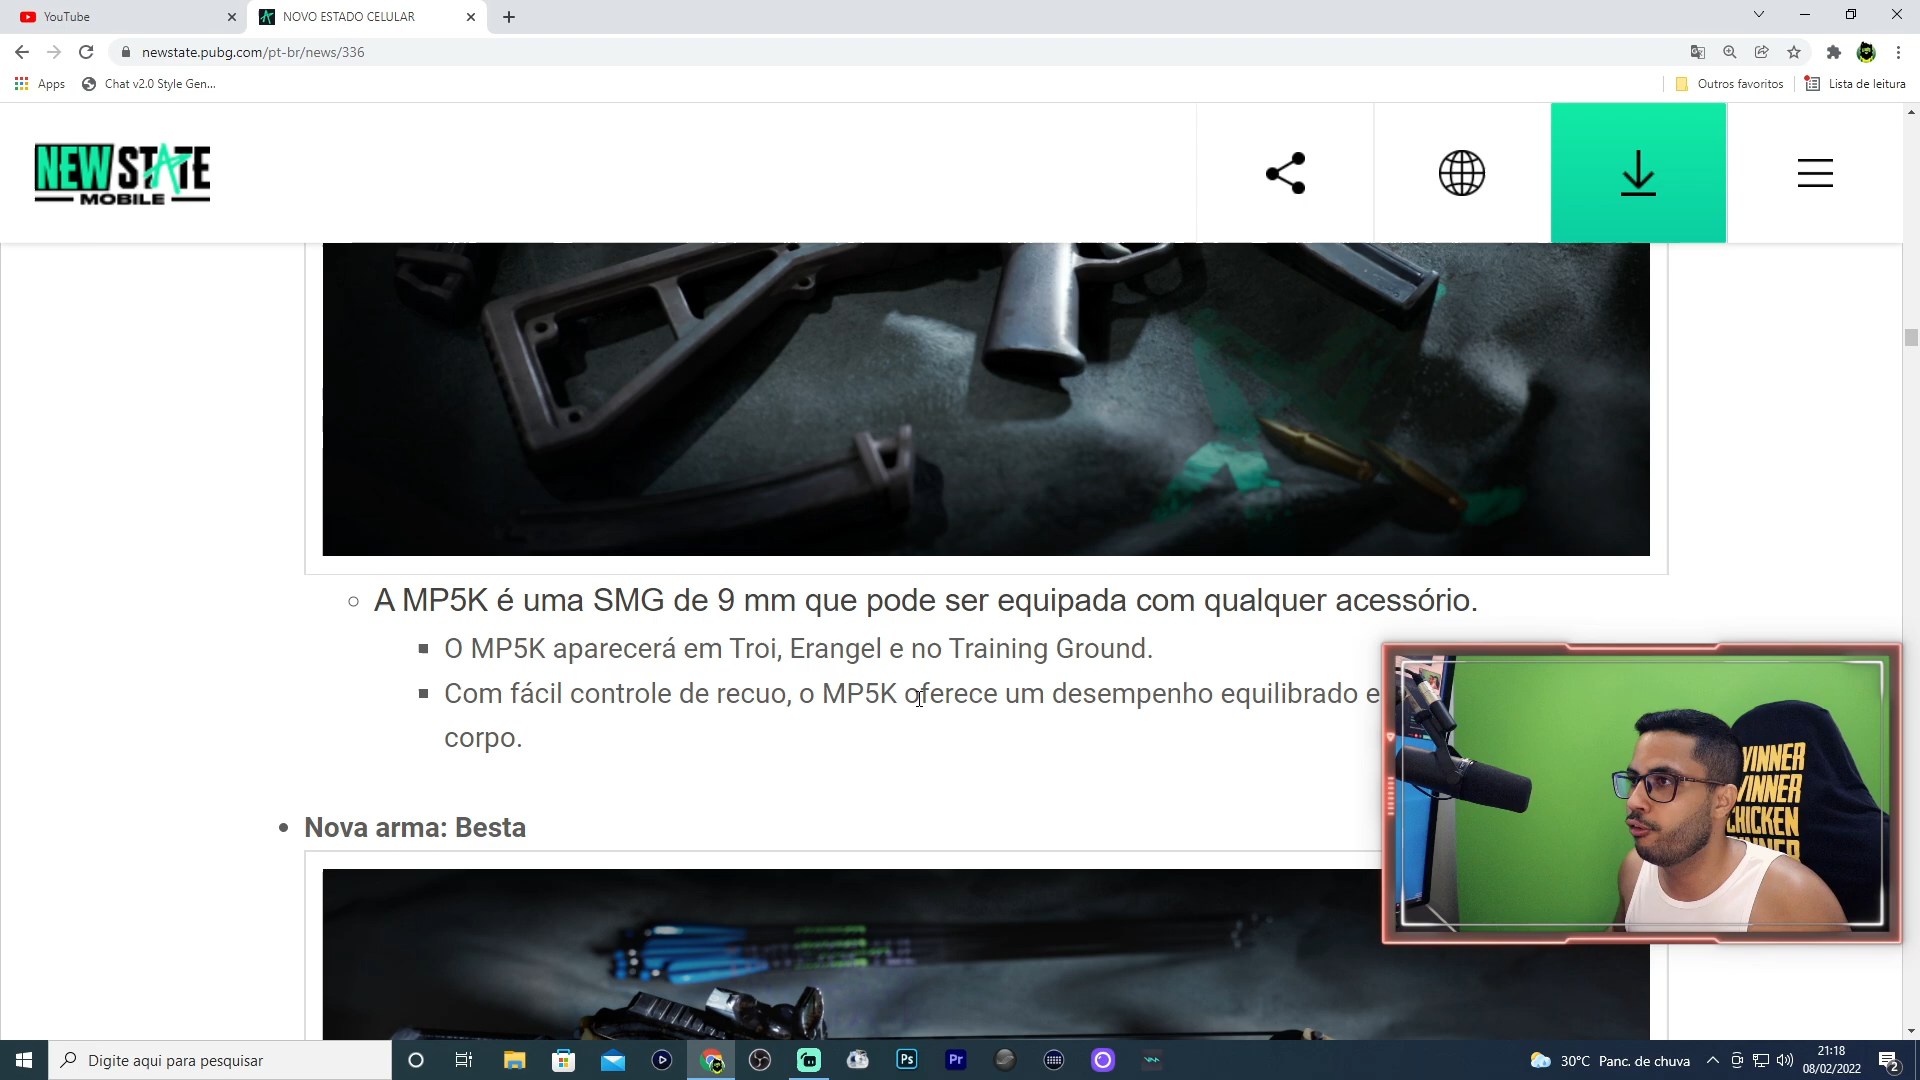 YouTube
NOVO ESTADO CELULAR
newstate.pubg.com/pt-br/news/336
Apps
Chat v2.0 Style Gen...
Outros favoritos
Lista de leitura
NEW STATE
MOBILE
A MP5K é uma SMG de 9 mm que pode ser equipada com qualquer acessório.
O MP5K aparecerá em Troi, Erangel e no Training Ground.
Com fácil controle de recuo, o MP5K oferece um desempenho equilibrado e
corpo.
Nova arma: Besta
WINNER
WINNER
CHICKEN
DINNER
Digite aqui para pesquisar
Ps
Pr
30°C Panc. de chuva
21:18
08/02/2022
2